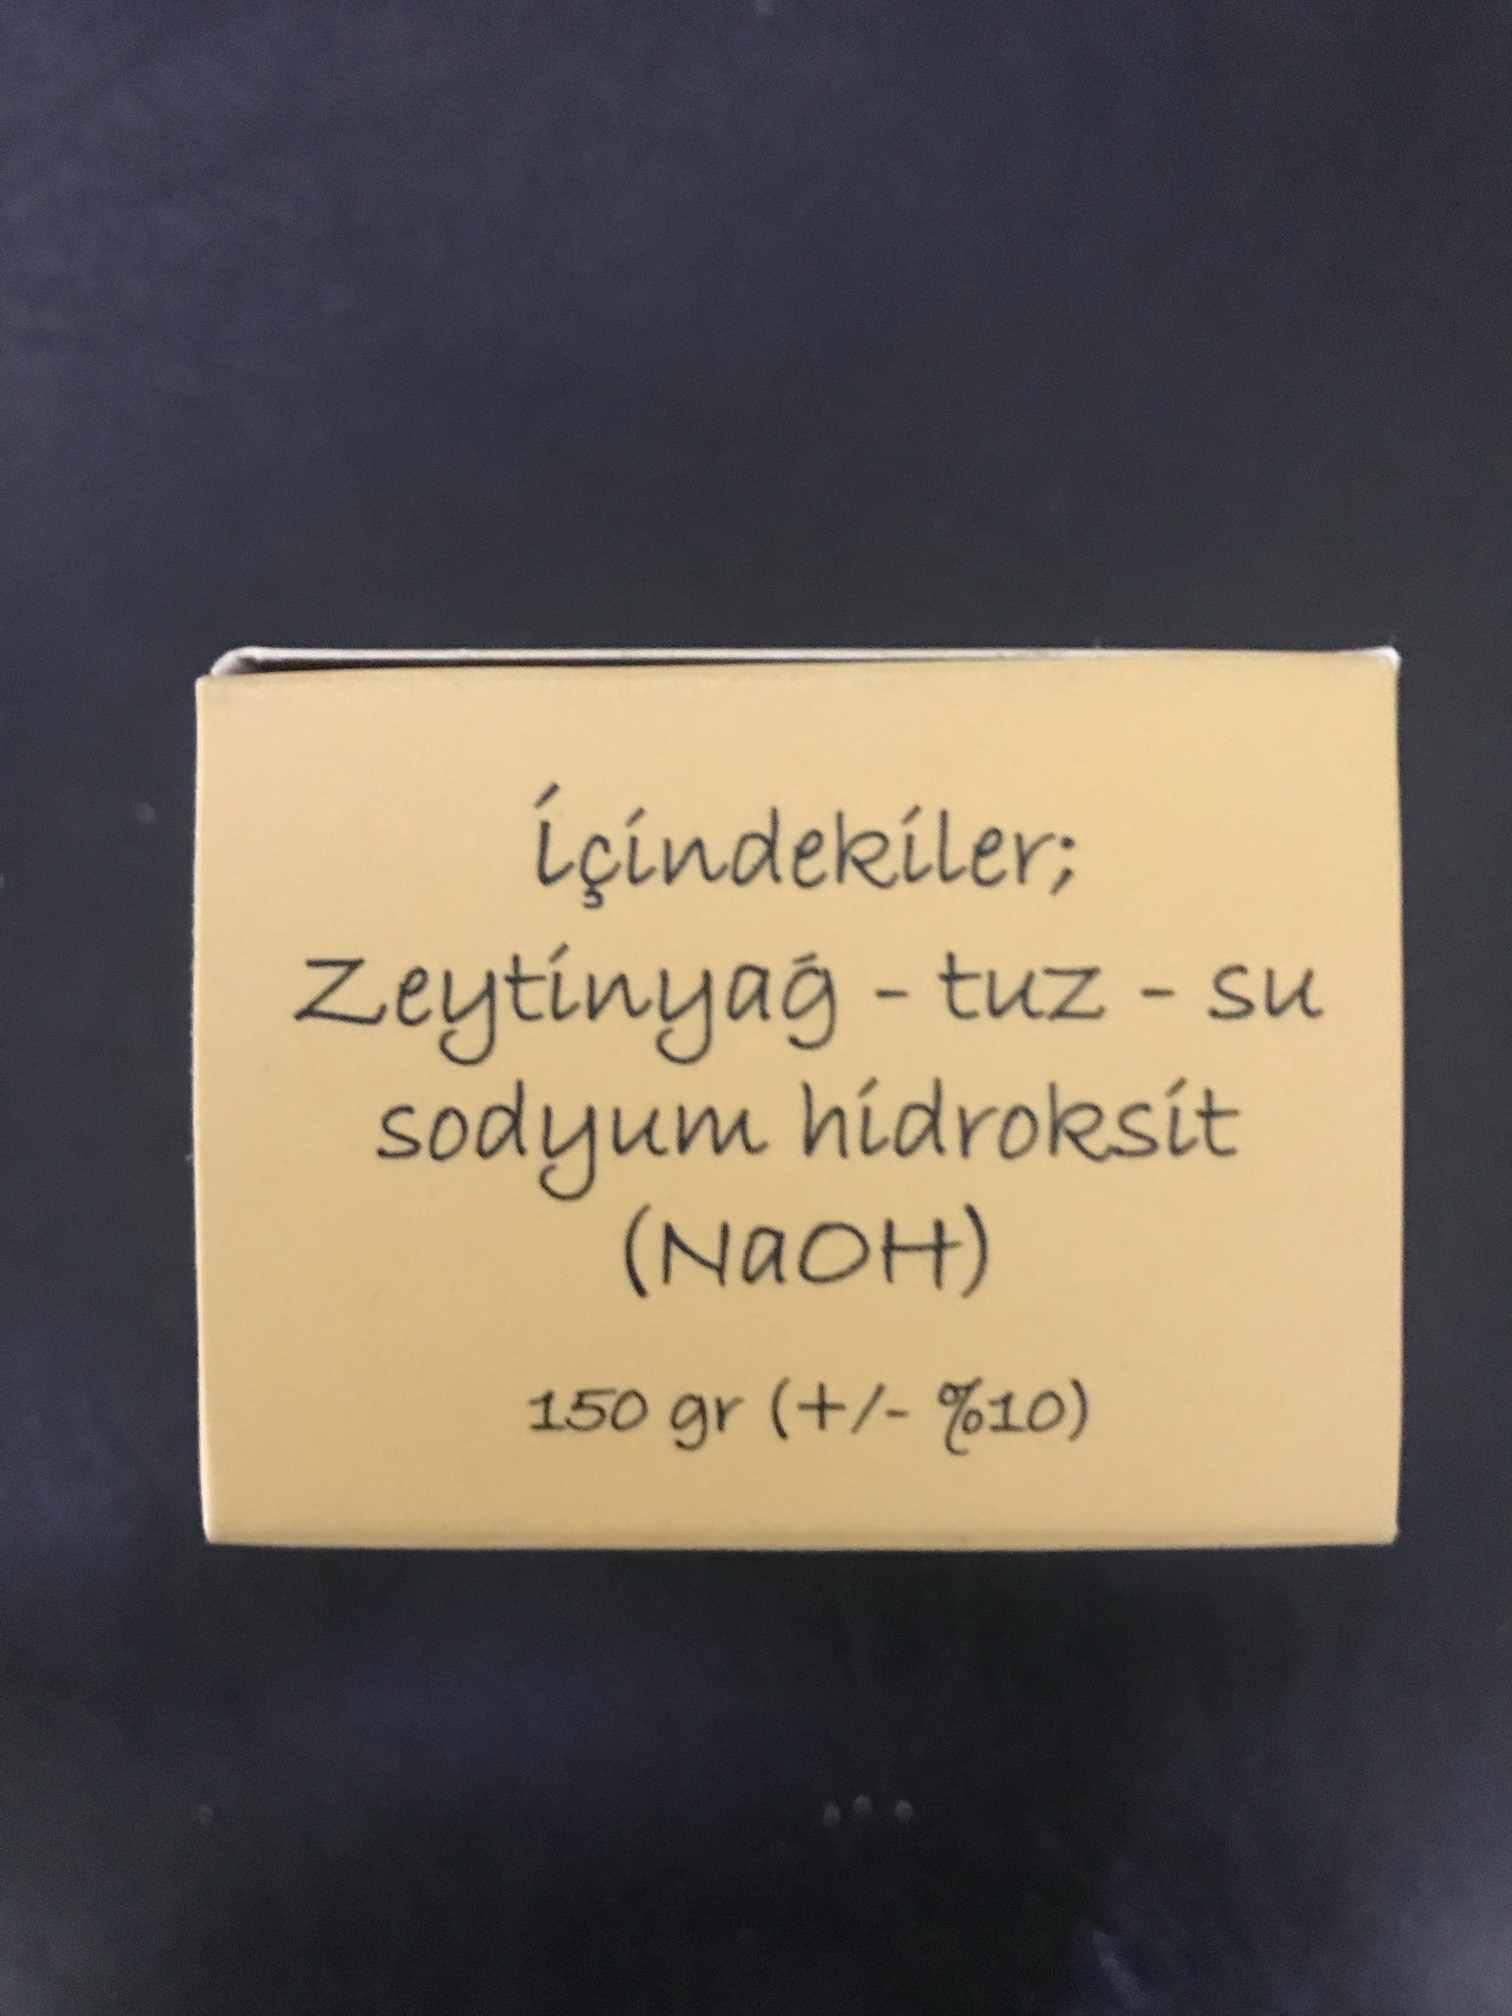 İçindekiler;
Zeytinyağ - tuz - su
sodyum hidroksit
(NaOH)
150 gr (+/- %10)